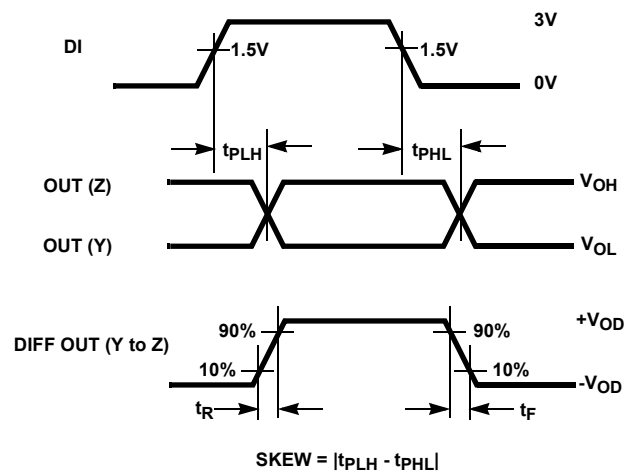 3V
DI
1.5V
1.5V
0V
tPLH
tPHL
OUT (Z)
VOH
OUT (Y)
VOL
+VOD
90%
90%
DIFF OUT (Y to Z)
10%
10%
-VOD
tR
tF
SKEW = |tPLH - tPHL|